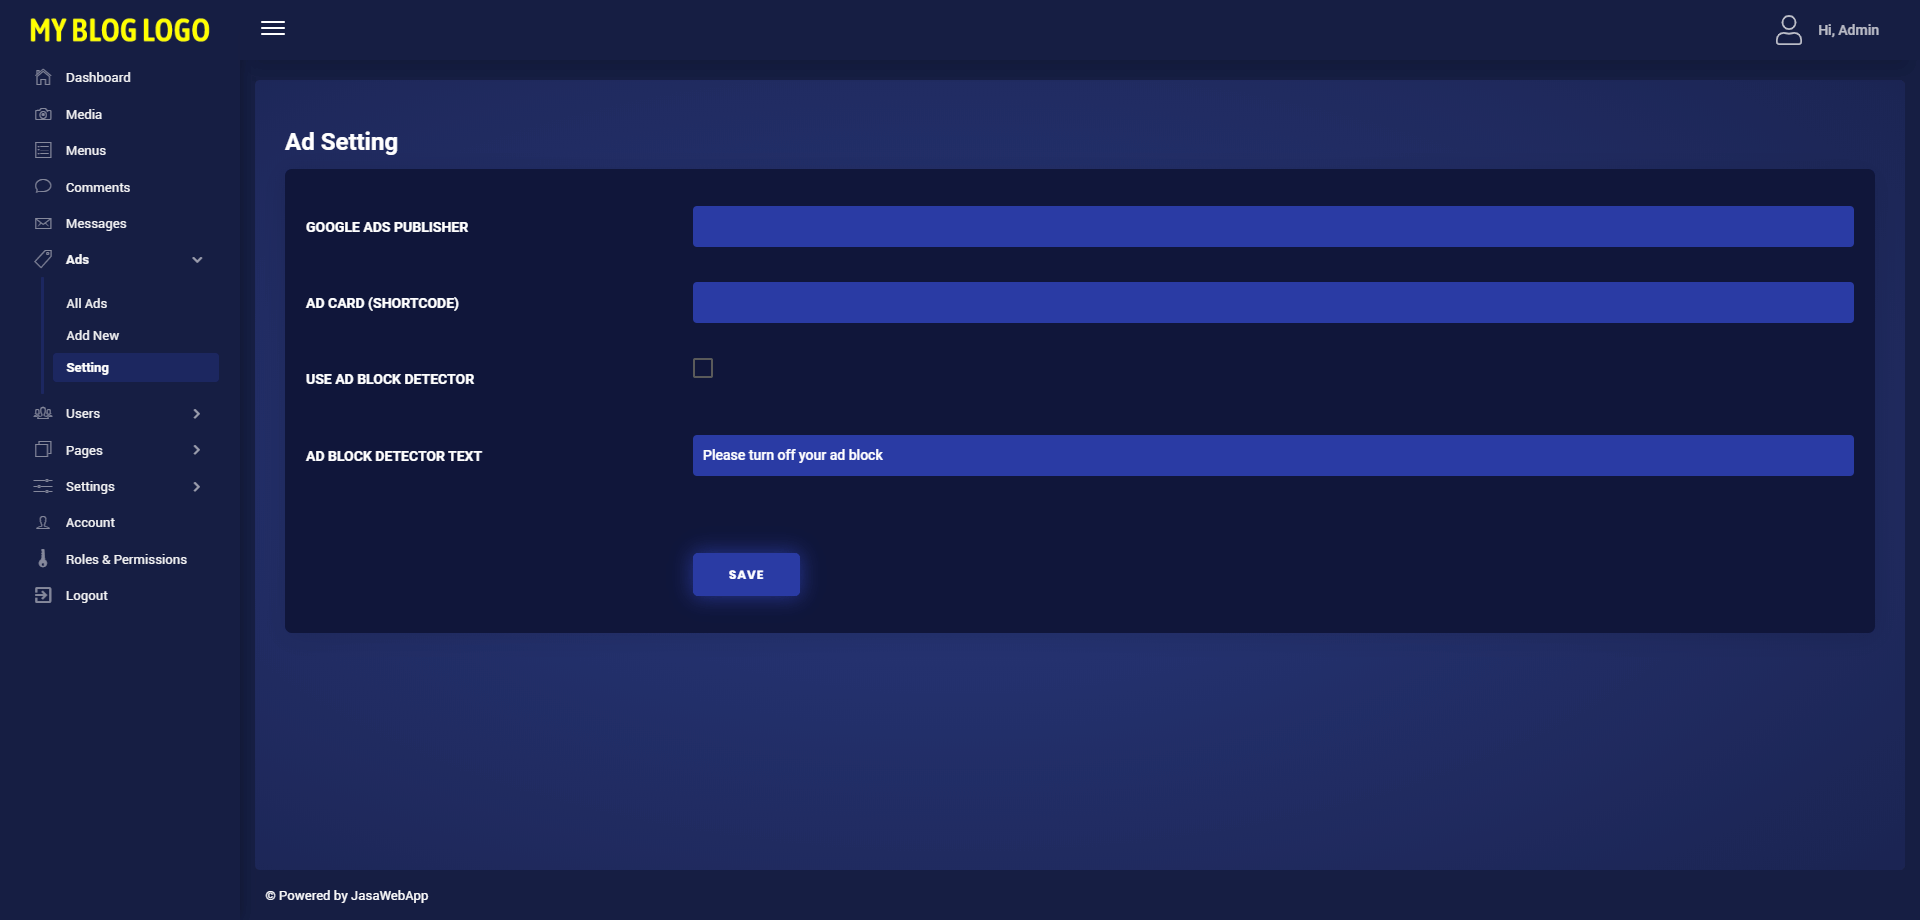 MY BLOG LOGO
Hi, Admin
Dashboard
Media
Menus
Comments
Messages
Ads
All Ads
Add New
Setting
Users
Pages
Settings
Account
Roles & Permissions
Logout
Ad Setting
GOOGLE ADS PUBLISHER
AD CARD (SHORTCODE)
USE AD BLOCK DETECTOR
AD BLOCK DETECTOR TEXT
Please turn off your ad block
SAVE
© Powered by JasaWebApp